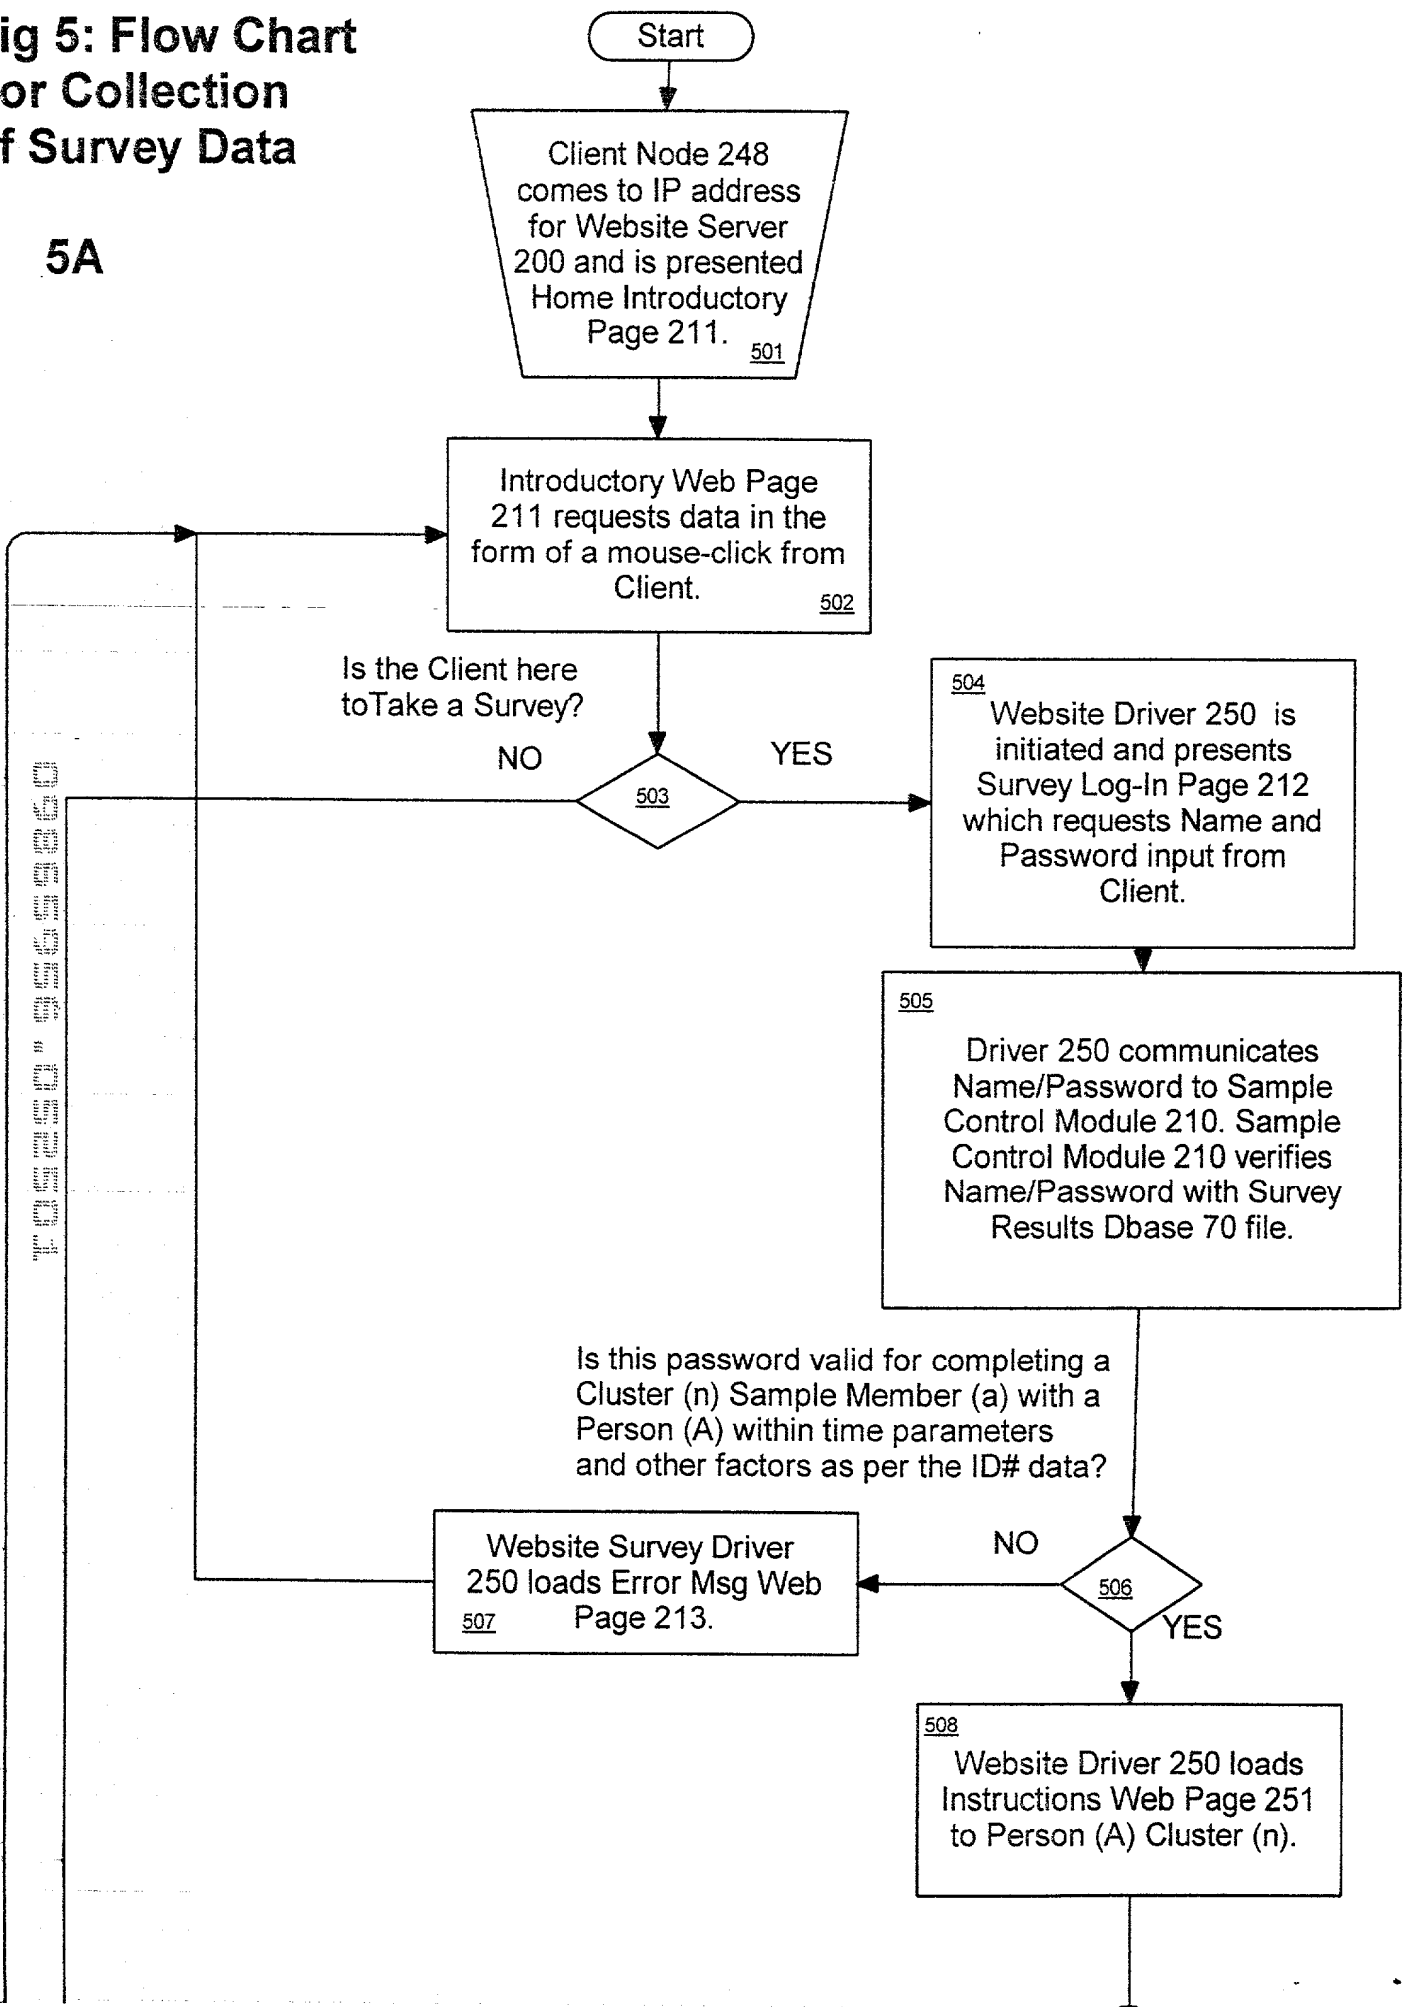 ig 5: Flow Chart
or Collection
f Survey Data
5A
Start
Client Node 248
comes to IP address
for Website Server
200 and is presented
Home Introductory
Page 211.
501
Introductory Web Page
211 requests data in the
form of a mouse-click from
Client.
502
Is the Client here
toTake a Survey?
NO
YES
503
504
Website Driver 250 is
initiated and presents
Survey Log-In Page 212
which requests Name and
Password input from
Client.
505
Driver 250 communicates
Name/Password to Sample
Control Module 210. Sample
Control Module 210 verifies
Name/Password with Survey
Results Dbase 70 file.
Is this password valid for completing a
Cluster (n) Sample Member (a) with a
Person (A) within time parameters
and other factors as per the ID# data?
NO
506
YES
Website Survey Driver
250 loads Error Msg Web
Page 213.
507
508
Website Driver 250 loads
Instructions Web Page 251
to Person (A) Cluster (n).